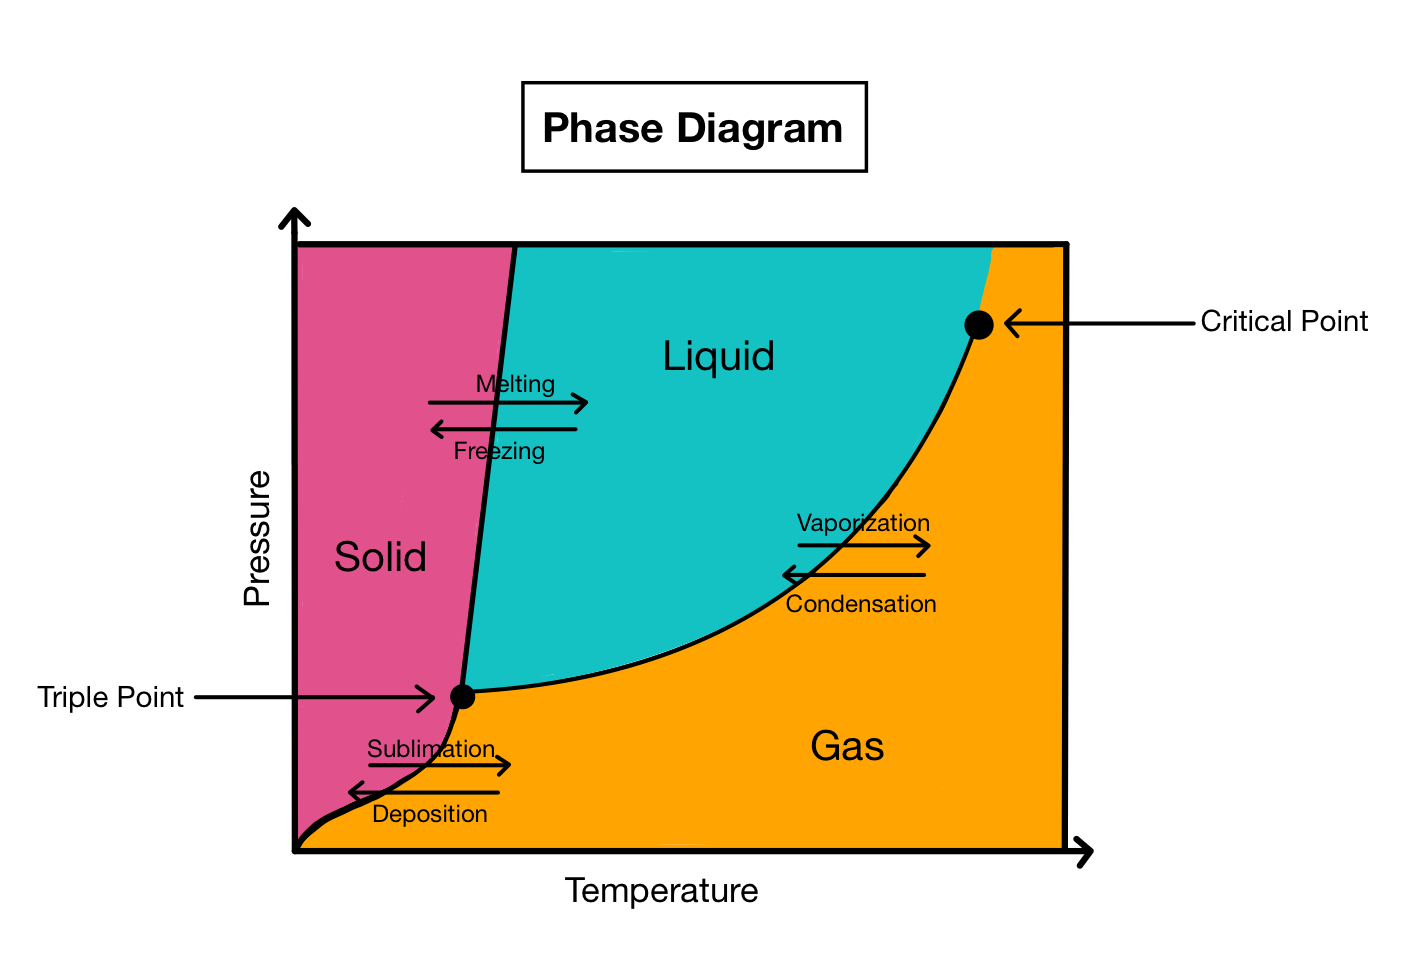 Phase Diagram
Critical Point
Liquid
Melting
Freezing
Pressure
Vaporization
Solid
Condensation
Triple Point
Sublimation
Gas
Deposition
Temperature